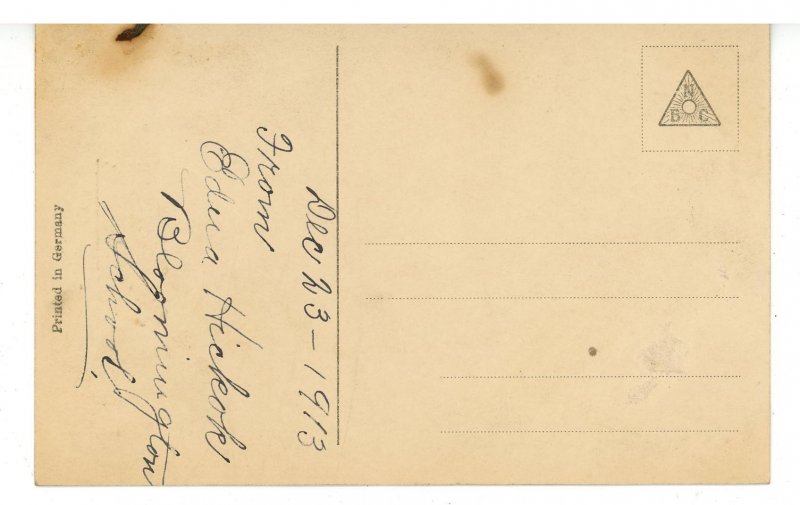 Dec 23 - 1913
From
Edna Hickok
Bloomington
School
Printed in Germany
N
B C